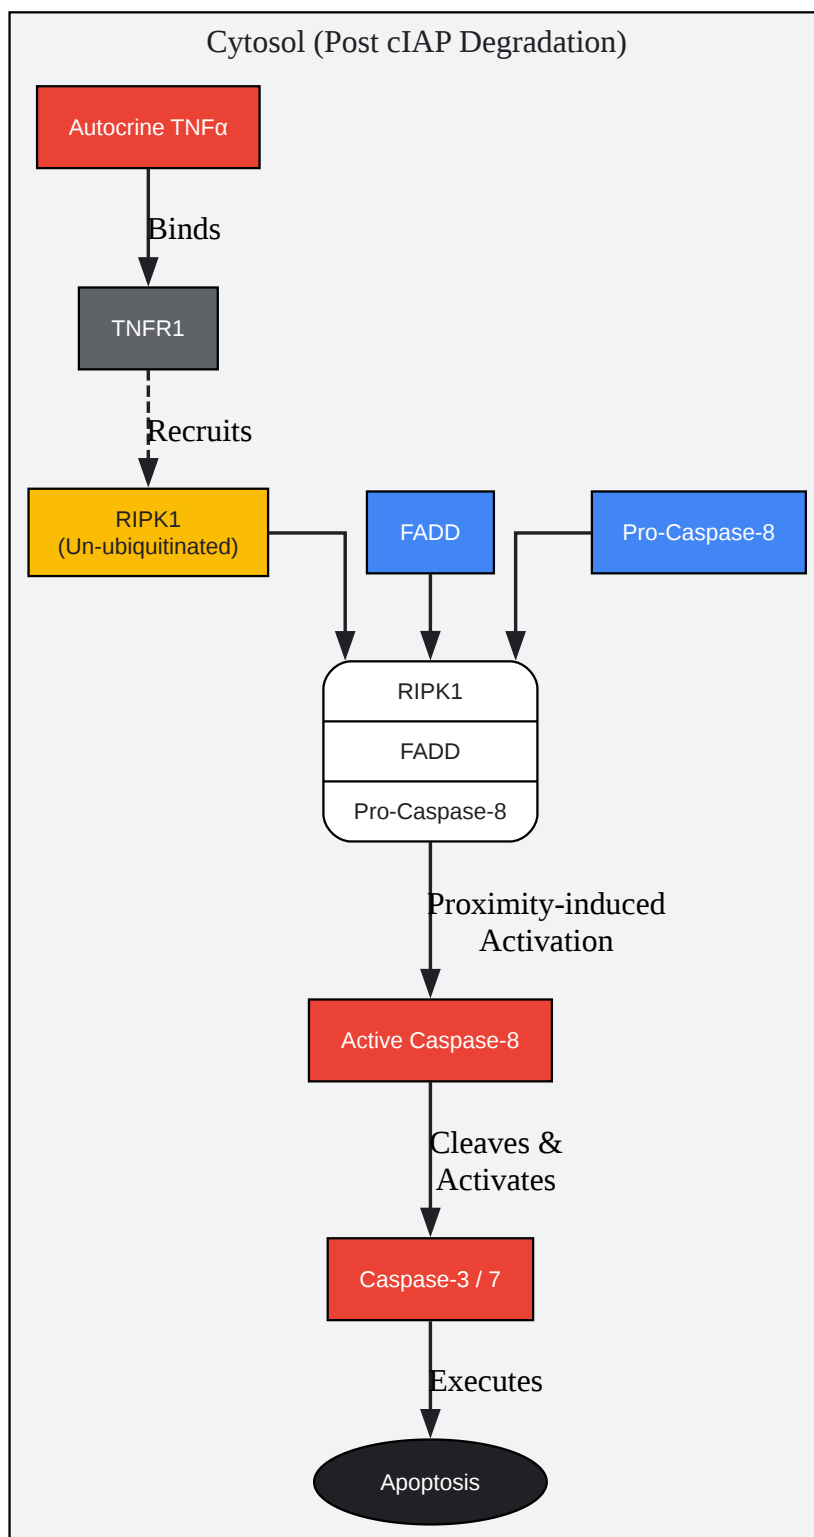 Cytosol (Post cIAP Degradation)
Autocrine TNFα
Binds
TNFR1
Recruits
RIPK1
(Un-ubiquitinated)
FADD
Pro-Caspase-8
RIPK1
FADD
Pro-Caspase-8
Proximity-induced
Activation
Active Caspase-8
Cleaves &
Activates
Caspase-3 / 7
Executes
Apoptosis